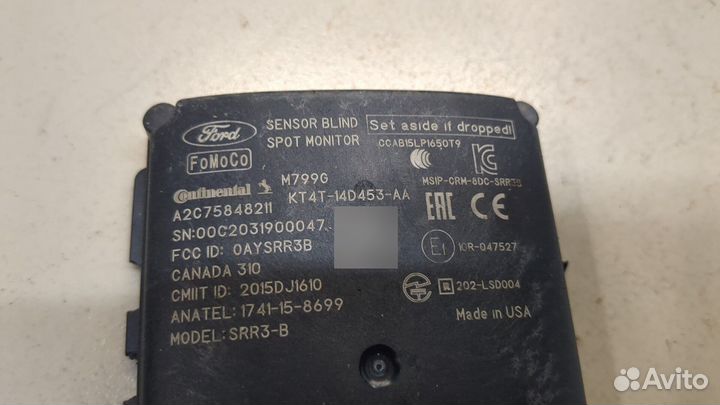 Ford
SENSOR BLIND
SPOT MONITOR
Set aside if dropped!
CCAB15LP1650T9
FoMoCo
MSIP-CRM-8DC-SRR3B
Continental
M799G
KT4T-14D453-AA
A2C75848211
EAC CE
SN:00C2031900047
FCC ID: OAYSRR3B
E1 10R-047527
CANADA 310
CMIIT ID: 2015DJ1610
R 202-LSD004
ANATEL: 1741-15-8699
Made in USA
MODEL: SRR3-B
Avito